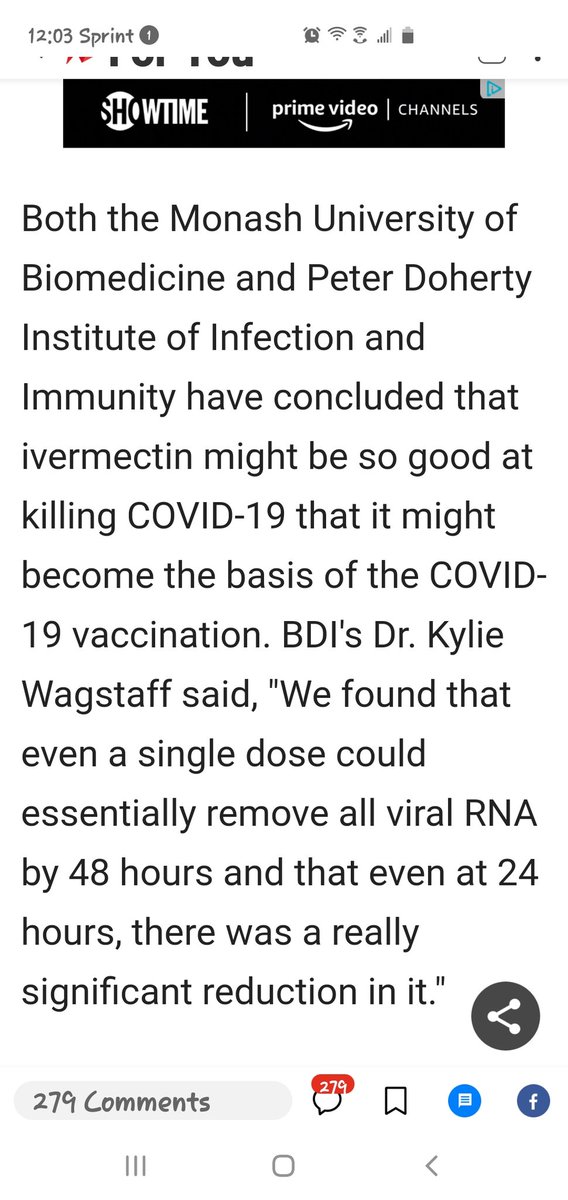 12:03 Sprint 1
For You
SHOWTIME | prime video | CHANNELS
Both the Monash University of
Biomedicine and Peter Doherty
Institute of Infection and
Immunity have concluded that
ivermectin might be so good at
killing COVID-19 that it might
become the basis of the COVID-
19 vaccination. BDI's Dr. Kylie
Wagstaff said, "We found that
even a single dose could
essentially remove all viral RNA
by 48 hours and that even at 24
hours, there was a really
significant reduction in it."
279 Comments
279
f